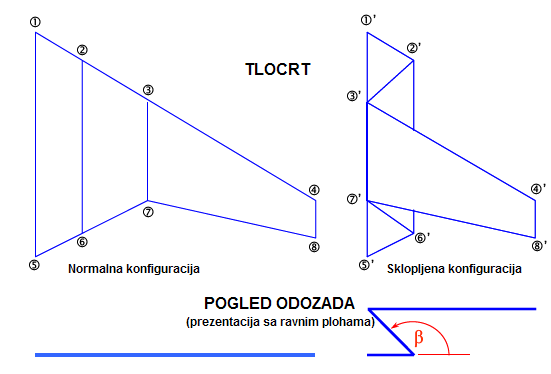 ①
②
③
④
⑤
⑥
⑦
⑧
Normalna konfiguracija
TLOCRT
①'
②'
③'
④'
⑤'
⑥'
⑦'
⑧'
Sklopljena konfiguracija
POGLED ODOZADA
(prezentacija sa ravnim plohama)
β